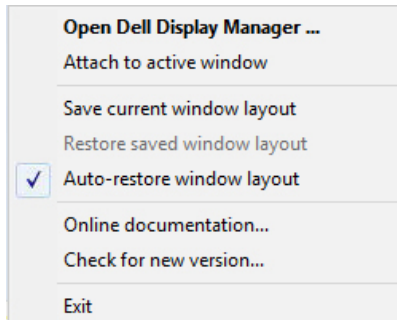 Open Dell Display Manager ...
Attach to active window
Save current window layout
Restore saved window layout
Auto-restore window layout
Online documentation...
Check for new version...
Exit